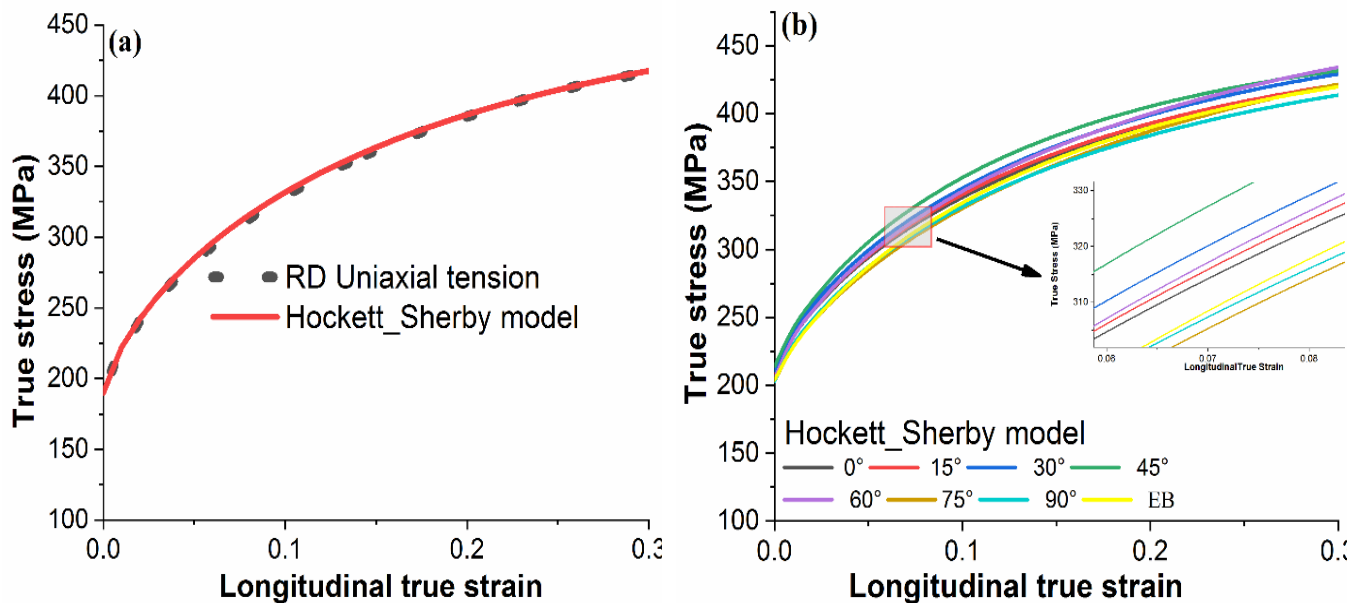 (a)
450
400
350
300
250
200
150
100
0.0
0.1
0.2
0.3
True stress (MPa)
Longitudinal true strain
RD Uniaxial tension
Hockett_Sherby model
(b)
450
400
350
300
250
200
150
100
0.0
0.1
0.2
0.3
True stress (MPa)
Longitudinal true strain
330
320
310
0.06
0.07
0.08
True Stress (MPa)
LongitudinalTrue Strain
Hockett_Sherby model
0° 15° 30° 45°
60° 75° 90° EB